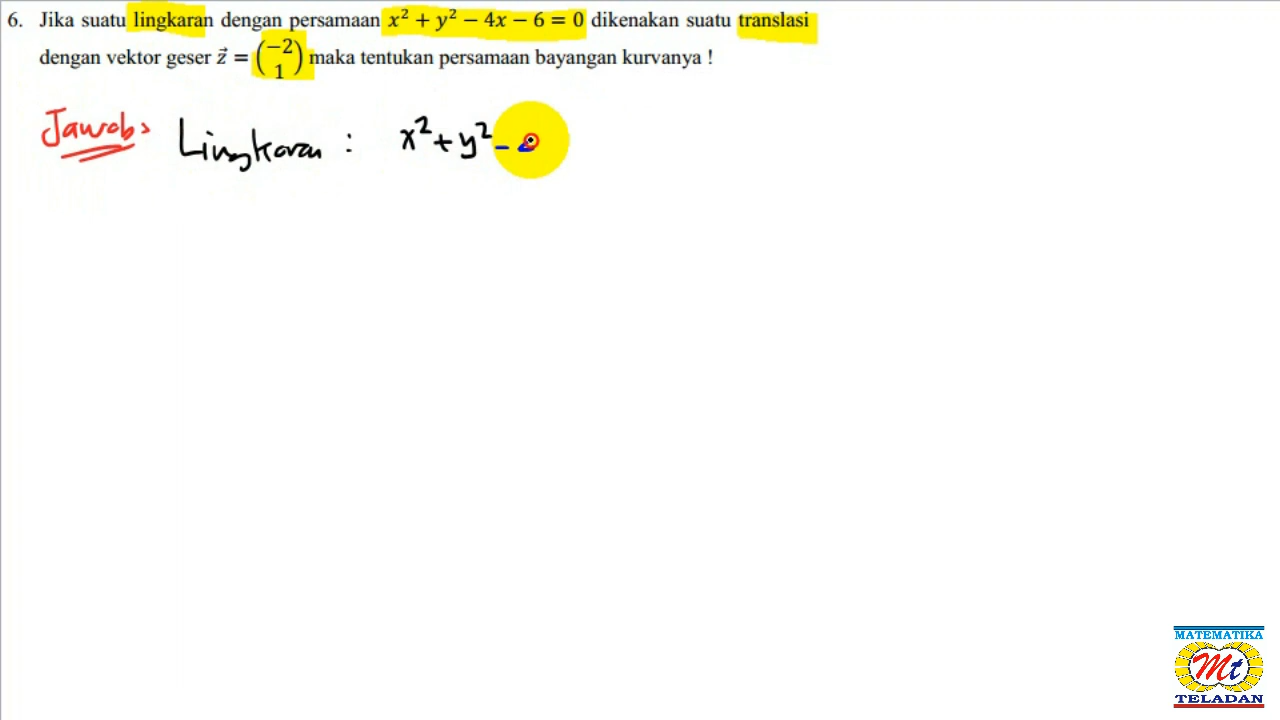 6. Jika suatu lingkaran dengan persamaan x² + y² − 4x − 6 = 0 dikenakan suatu translasi
dengan vektor geser z⃗ = (−2 1) maka tentukan persamaan bayangan kurvanya !
Jawab:
Lingkaran : x² + y² -
MATEMATIKA
Mt
TELADAN